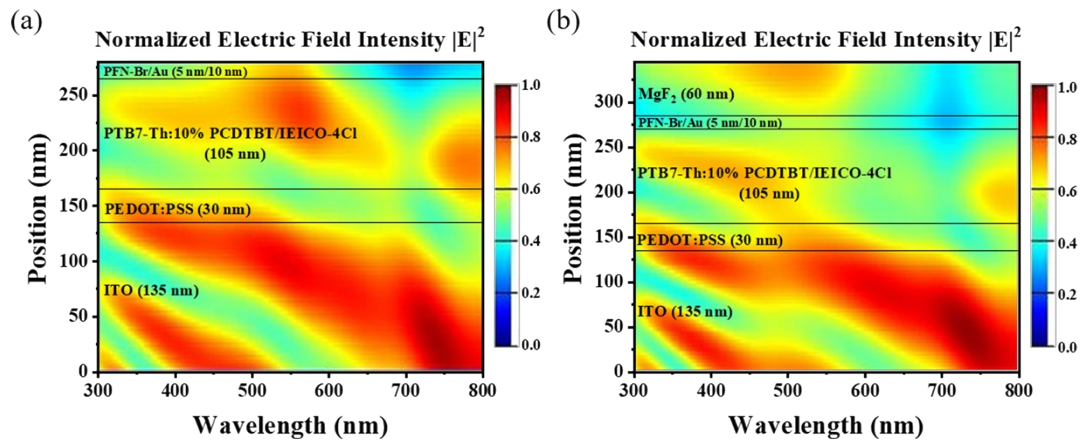 (a)
Normalized Electric Field Intensity |E|²
PFN-Br/Au (5 nm/10 nm)
PTB7-Th:10% PCDTBT/IEICO-4Cl
(105 nm)
PEDOT:PSS (30 nm)
ITO (135 nm)
Position (nm)
250
200
150
100
50
0
300 400 500 600 700 800
Wavelength (nm)
1.0
0.8
0.6
0.4
0.2
0.0
(b)
Normalized Electric Field Intensity |E|²
MgF₂ (60 nm)
PFN-Br/Au (5 nm/10 nm)
PTB7-Th:10% PCDTBT/IEICO-4Cl
(105 nm)
PEDOT:PSS (30 nm)
ITO (135 nm)
Position (nm)
300
250
200
150
100
50
0
300 400 500 600 700 800
Wavelength (nm)
1.0
0.8
0.6
0.4
0.2
0.0